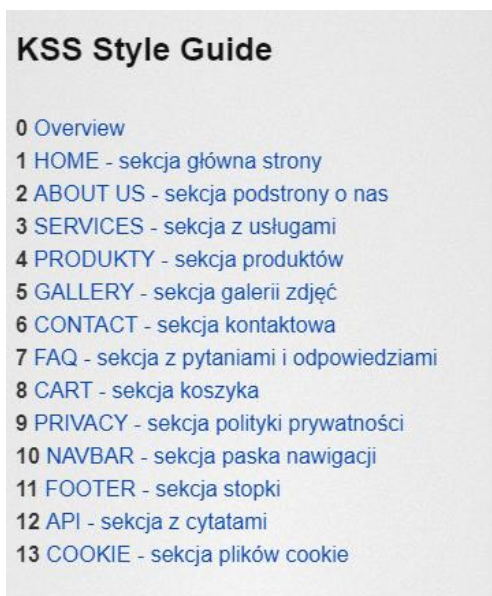 KSS Style Guide
0 Overview
1 HOME - sekcja główna strony
2 ABOUT US - sekcja podstrony o nas
3 SERVICES - sekcja z usługami
4 PRODUKTY - sekcja produktów
5 GALLERY - sekcja galerii zdjęć
6 CONTACT - sekcja kontaktowa
7 FAQ - sekcja z pytaniami i odpowiedziami
8 CART - sekcja koszyka
9 PRIVACY - sekcja polityki prywatności
10 NAVBAR - sekcja paska nawigacji
11 FOOTER - sekcja stopki
12 API - sekcja z cytatami
13 COOKIE - sekcja plików cookie